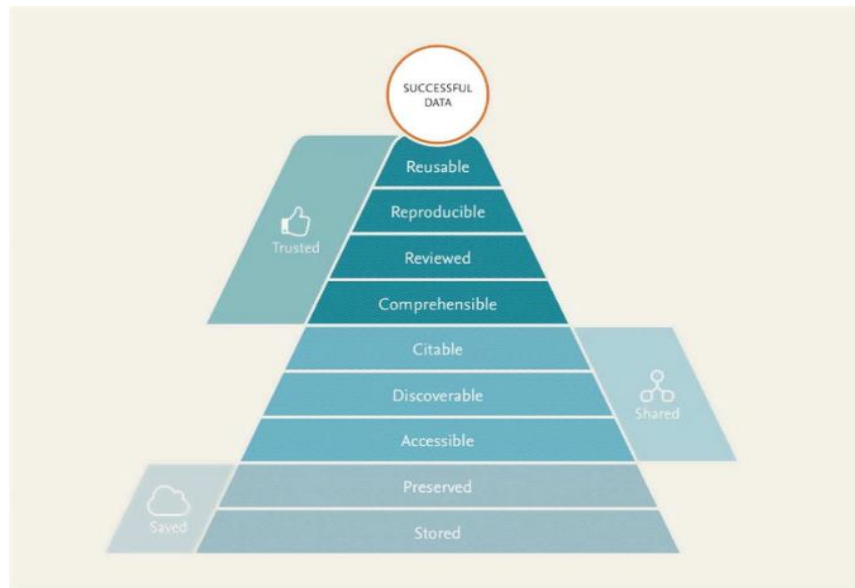 SUCCESSFUL
DATA
Reusable
Reproducible
Trusted
Reviewed
Comprehensible
Citable
Discoverable
Shared
Accessible
Preserved
Saved
Stored